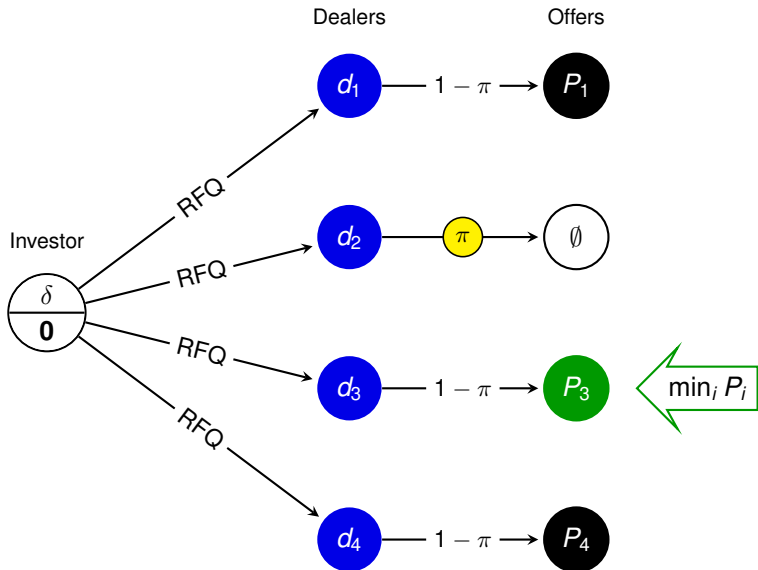 Dealers Offers
d₁ 1 − π P₁
RFQ
Investor
d₂ π ∅
RFQ
δ
0
RFQ
d₃ 1 − π P₃ minᵢ Pᵢ
RFQ
d₄ 1 − π P₄